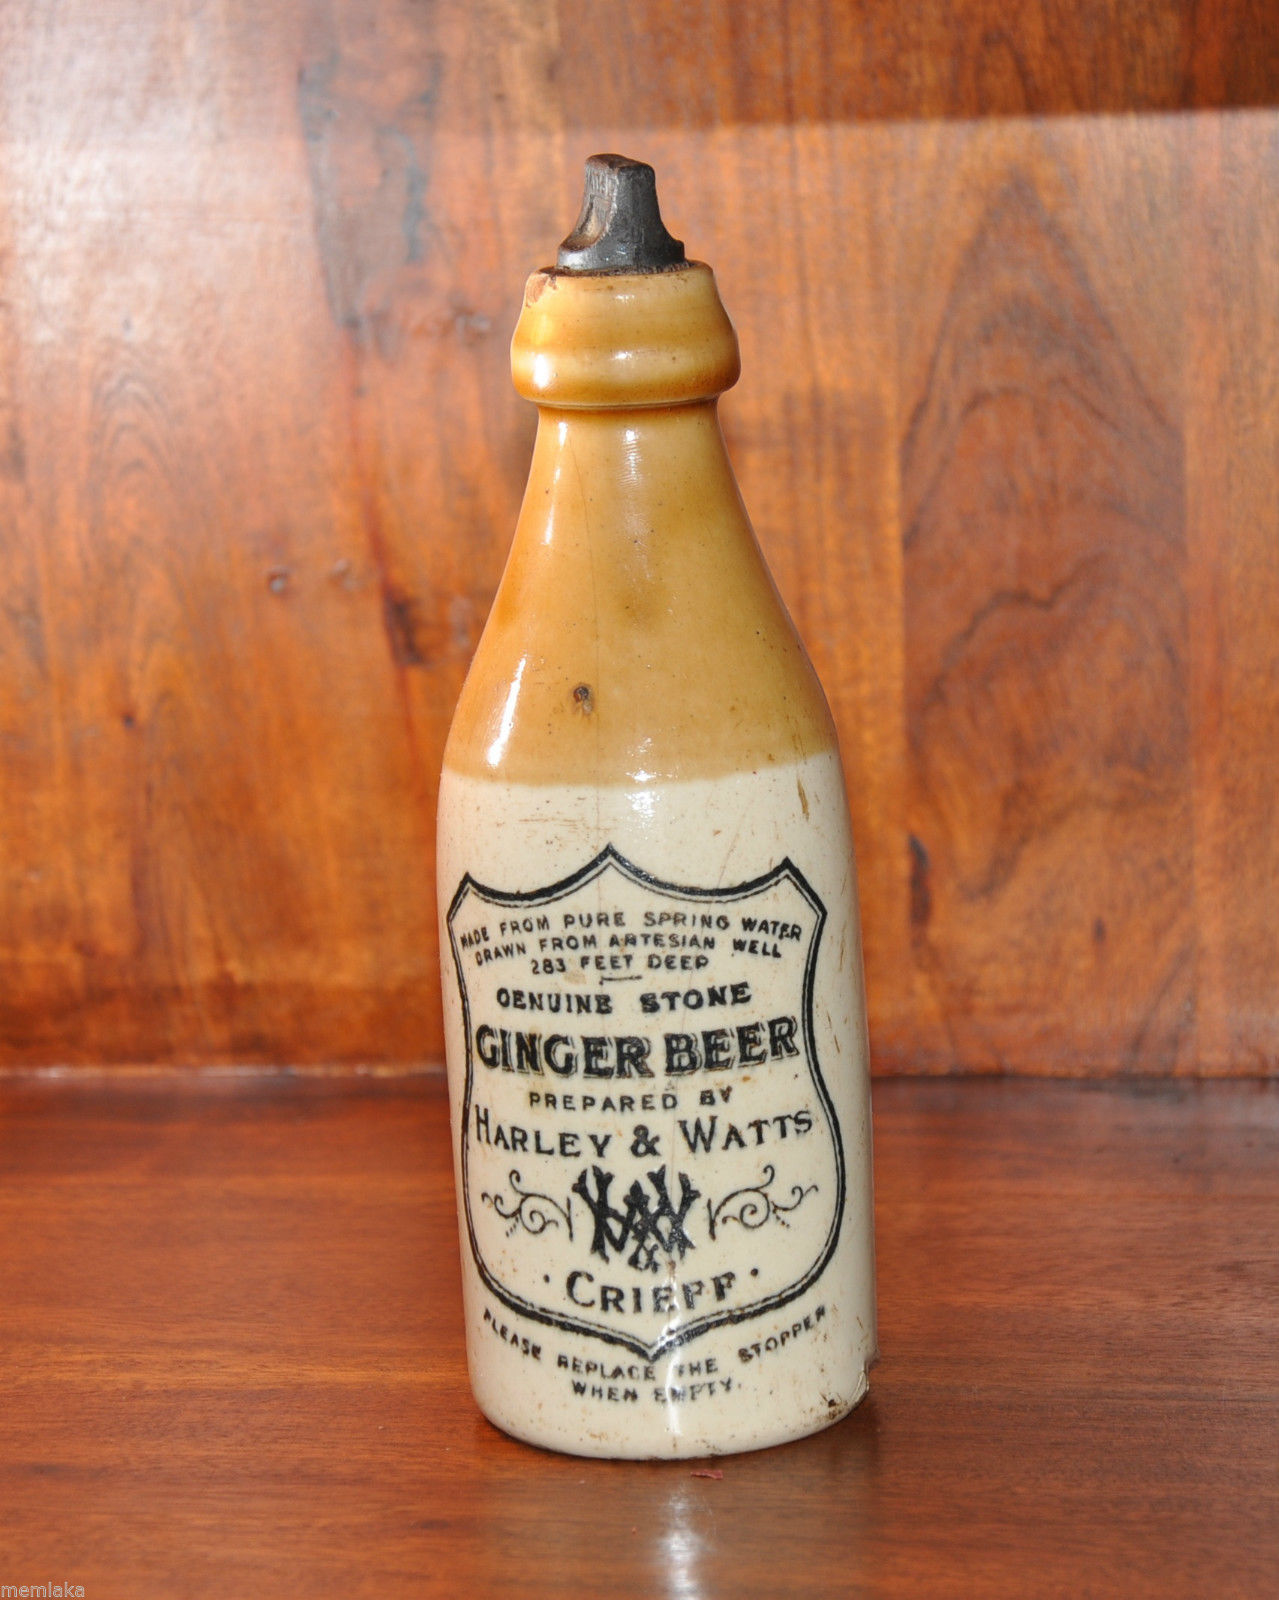 MADE FROM PURE SPRING WATER
DRAWN FROM ARTESIAN WELL
283 FEET DEEP
GENUINE STONE
GINGER BEER
PREPARED BY
HARLEY & WATTS
H&W
· CRIEFF ·
PLEASE REPLACE THE STOPPER
WHEN EMPTY.
memlaka